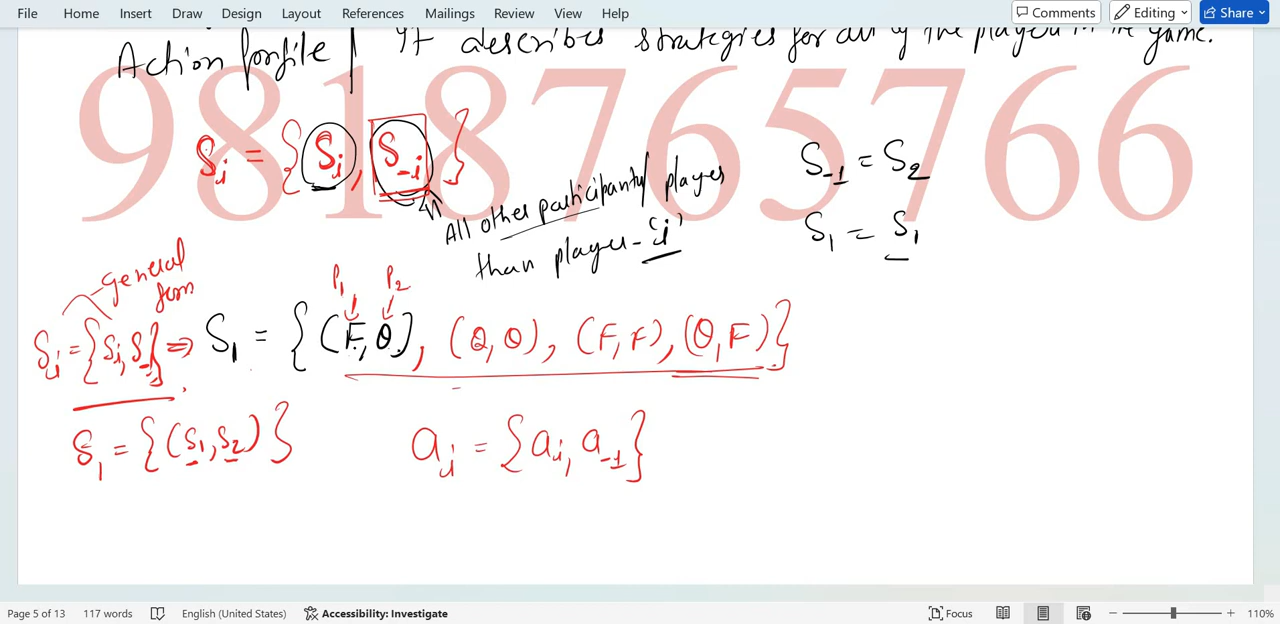 File Home Insert Draw Design Layout References Mailings Review View Help Comments Editing Share
Action profile | It describes strategies for all of the players in the game.
9818765766
Si = {Si, S-i}
All other participanty player
than player-'i'
S-1 = S2
S1 = S1
general
form
P1 P2
Si = {Si, S-i} => S1 = {(F, Q), (Q, Q), (F, F), (Q, F)}
S1 = {(S1, S2)}
ai = {ai, a-1}
Page 5 of 13 117 words English (United States) Accessibility: Investigate Focus 110%